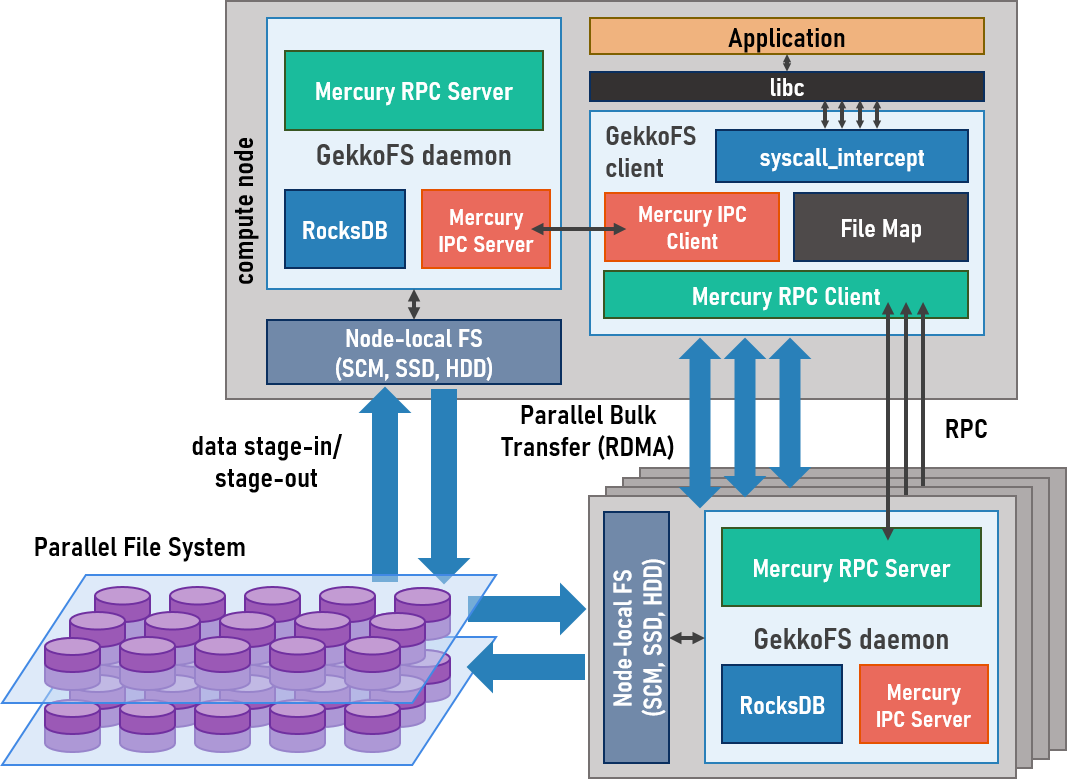 compute node
Mercury RPC Server
GekkoFS daemon
RocksDB
Mercury
IPC Server
Node-local FS
(SCM, SSD, HDD)
Application
libc
GekkoFS
client
syscall_intercept
Mercury IPC
Client
File Map
Mercury RPC Client
data stage-in/
stage-out
Parallel Bulk
Transfer (RDMA)
RPC
Parallel File System
Node-local FS
(SCM, SSD, HDD)
Mercury RPC Server
GekkoFS daemon
RocksDB
Mercury
IPC Server